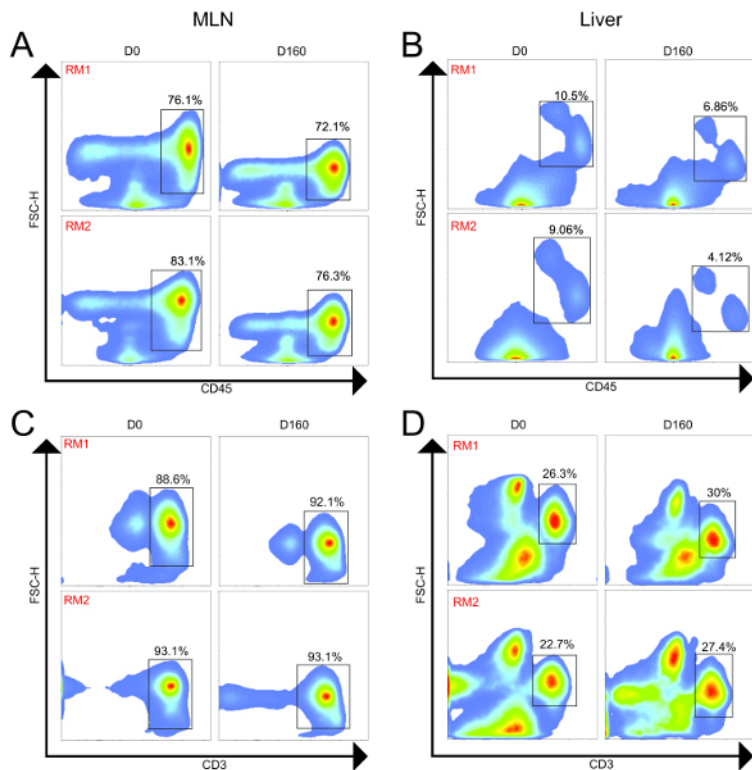 MLN
Liver
A
D0
D160
RM1
76.1%
72.1%
RM2
83.1%
76.3%
FSC-H
CD45
B
D0
D160
RM1
10.5%
6.86%
RM2
9.06%
4.12%
FSC-H
CD45
C
D0
D160
RM1
88.6%
92.1%
RM2
93.1%
93.1%
FSC-H
CD3
D
D0
D160
RM1
26.3%
30%
RM2
22.7%
27.4%
FSC-H
CD3